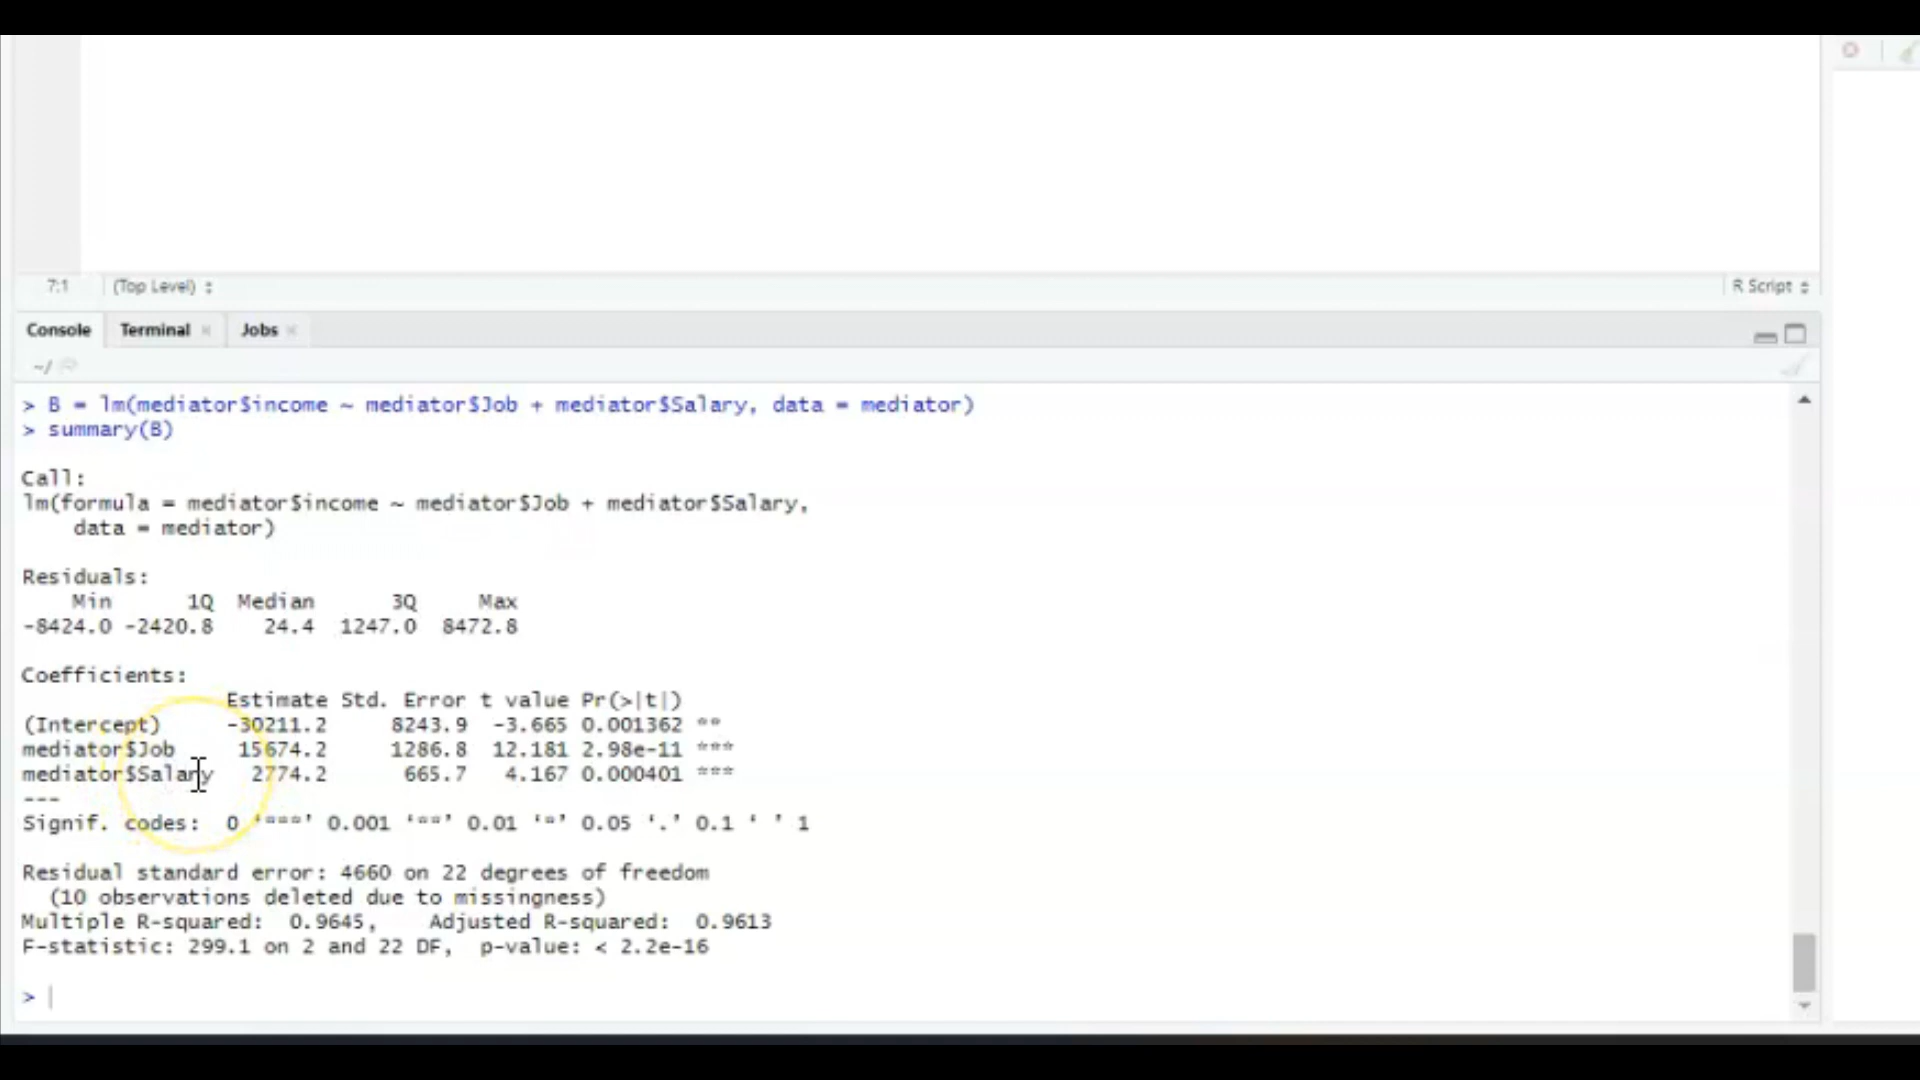 7:1 (Top Level) R Script
Console Terminal Jobs
~/
> B = lm(mediator$income ~ mediator$Job + mediator$Salary, data = mediator)
> summary(B)
Call:
lm(formula = mediator$income ~ mediator$Job + mediator$Salary,
    data = mediator)
Residuals:
    Min      1Q  Median      3Q     Max
-8424.0 -2420.8    24.4  1247.0  8472.8
Coefficients:
                Estimate Std. Error t value Pr(>|t|)
(Intercept)     -30211.2     8243.9  -3.665 0.001362 **
mediator$Job     15674.2     1286.8  12.181 2.98e-11 ***
mediator$Salary   2774.2      665.7   4.167 0.000401 ***
---
Signif. codes:  0 ‘***’ 0.001 ‘**’ 0.01 ‘*’ 0.05 ‘.’ 0.1 ‘ ’ 1
Residual standard error: 4660 on 22 degrees of freedom
  (10 observations deleted due to missingness)
Multiple R-squared:  0.9645,    Adjusted R-squared:  0.9613
F-statistic: 299.1 on 2 and 22 DF,  p-value: < 2.2e-16
>